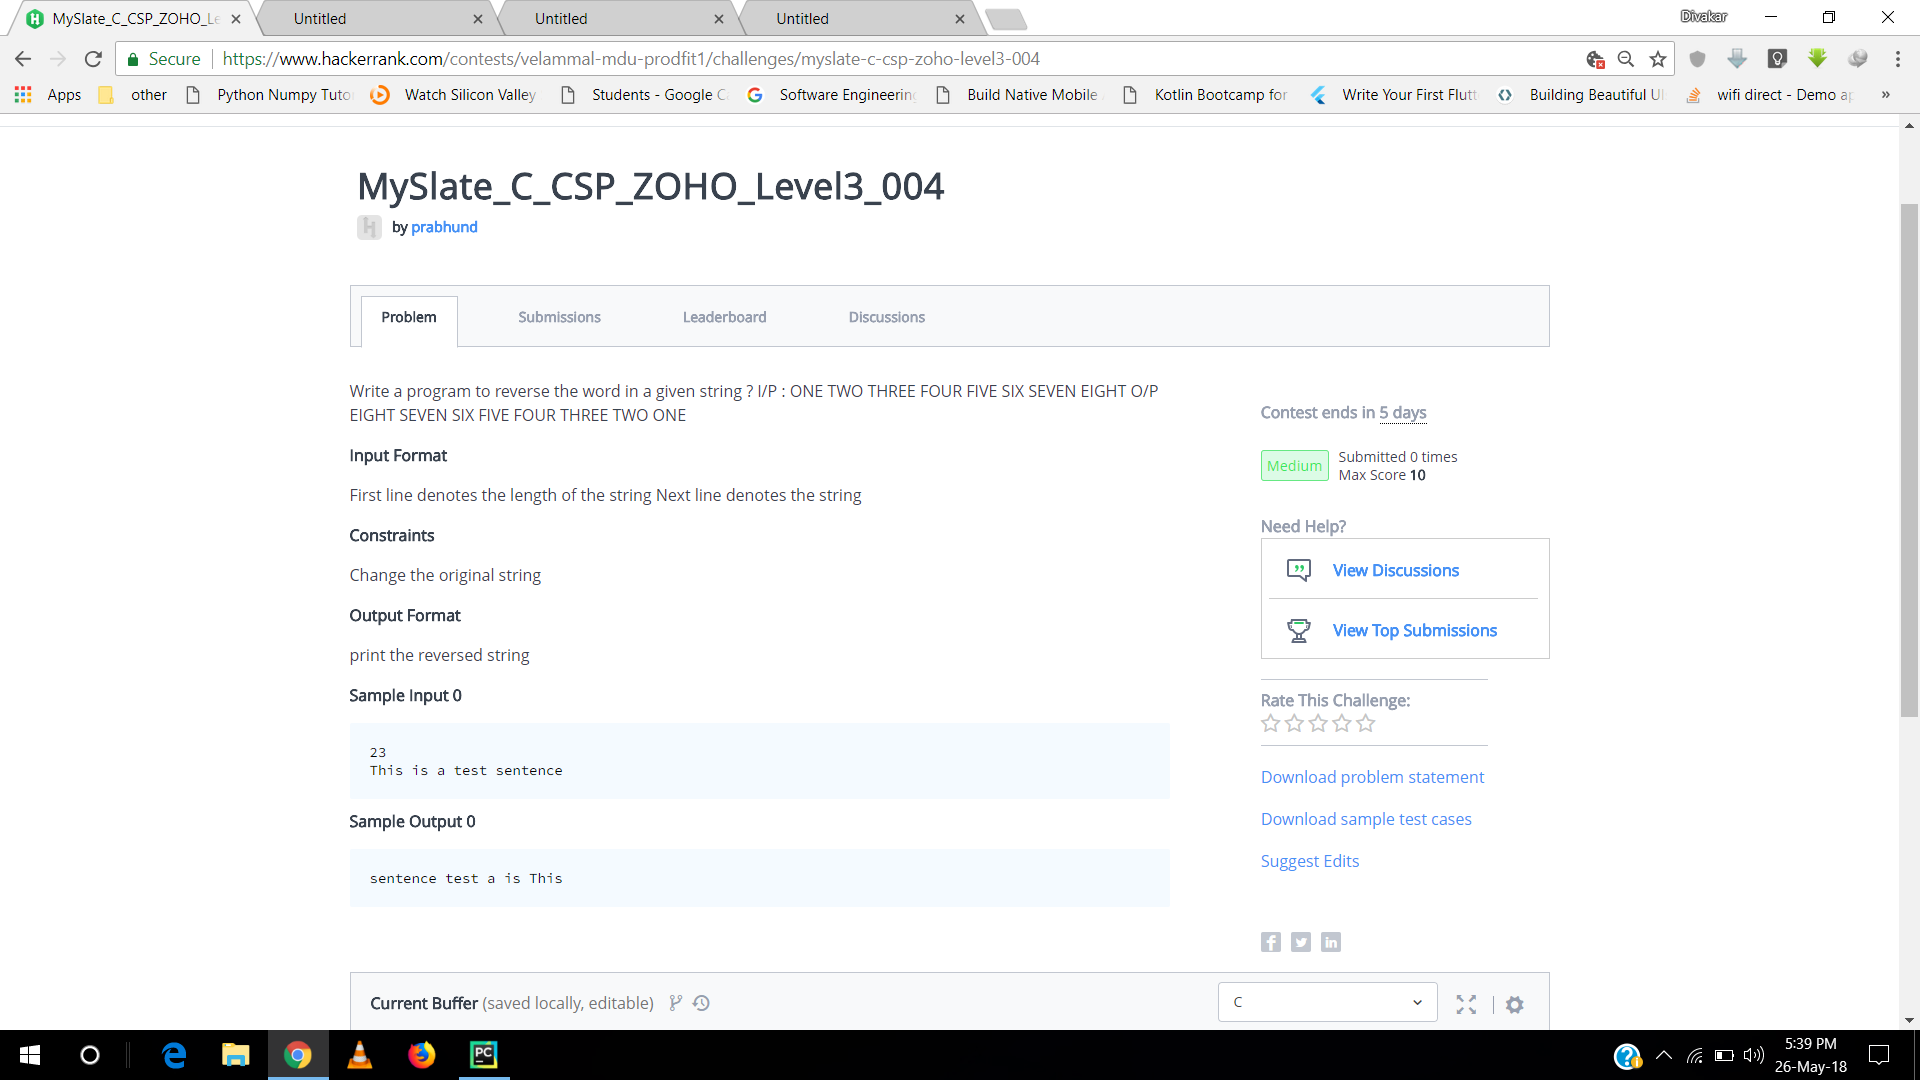 MySlate_C_CSP_ZOHO_Le
Untitled
Untitled
Untitled
Divakar
Secure
https://www.hackerrank.com/contests/velammal-mdu-prodfit1/challenges/myslate-c-csp-zoho-level3-004
Apps
other
Python Numpy Tuto
Watch Silicon Valley
Students - Google C
Software Engineering
Build Native Mobile
Kotlin Bootcamp for
Write Your First Flutt
Building Beautiful UI
wifi direct - Demo ap
»
MySlate_C_CSP_ZOHO_Level3_004
by prabhund
Problem
Submissions
Leaderboard
Discussions
Write a program to reverse the word in a given string ? I/P : ONE TWO THREE FOUR FIVE SIX SEVEN EIGHT O/P
EIGHT SEVEN SIX FIVE FOUR THREE TWO ONE
Input Format
First line denotes the length of the string Next line denotes the string
Constraints
Change the original string
Output Format
print the reversed string
Sample Input 0
23
This is a test sentence
Sample Output 0
sentence test a is This
Contest ends in 5 days
Medium
Submitted 0 times
Max Score 10
Need Help?
View Discussions
View Top Submissions
Rate This Challenge:
Download problem statement
Download sample test cases
Suggest Edits
Current Buffer (saved locally, editable)
C
PC
5:39 PM
26-May-18